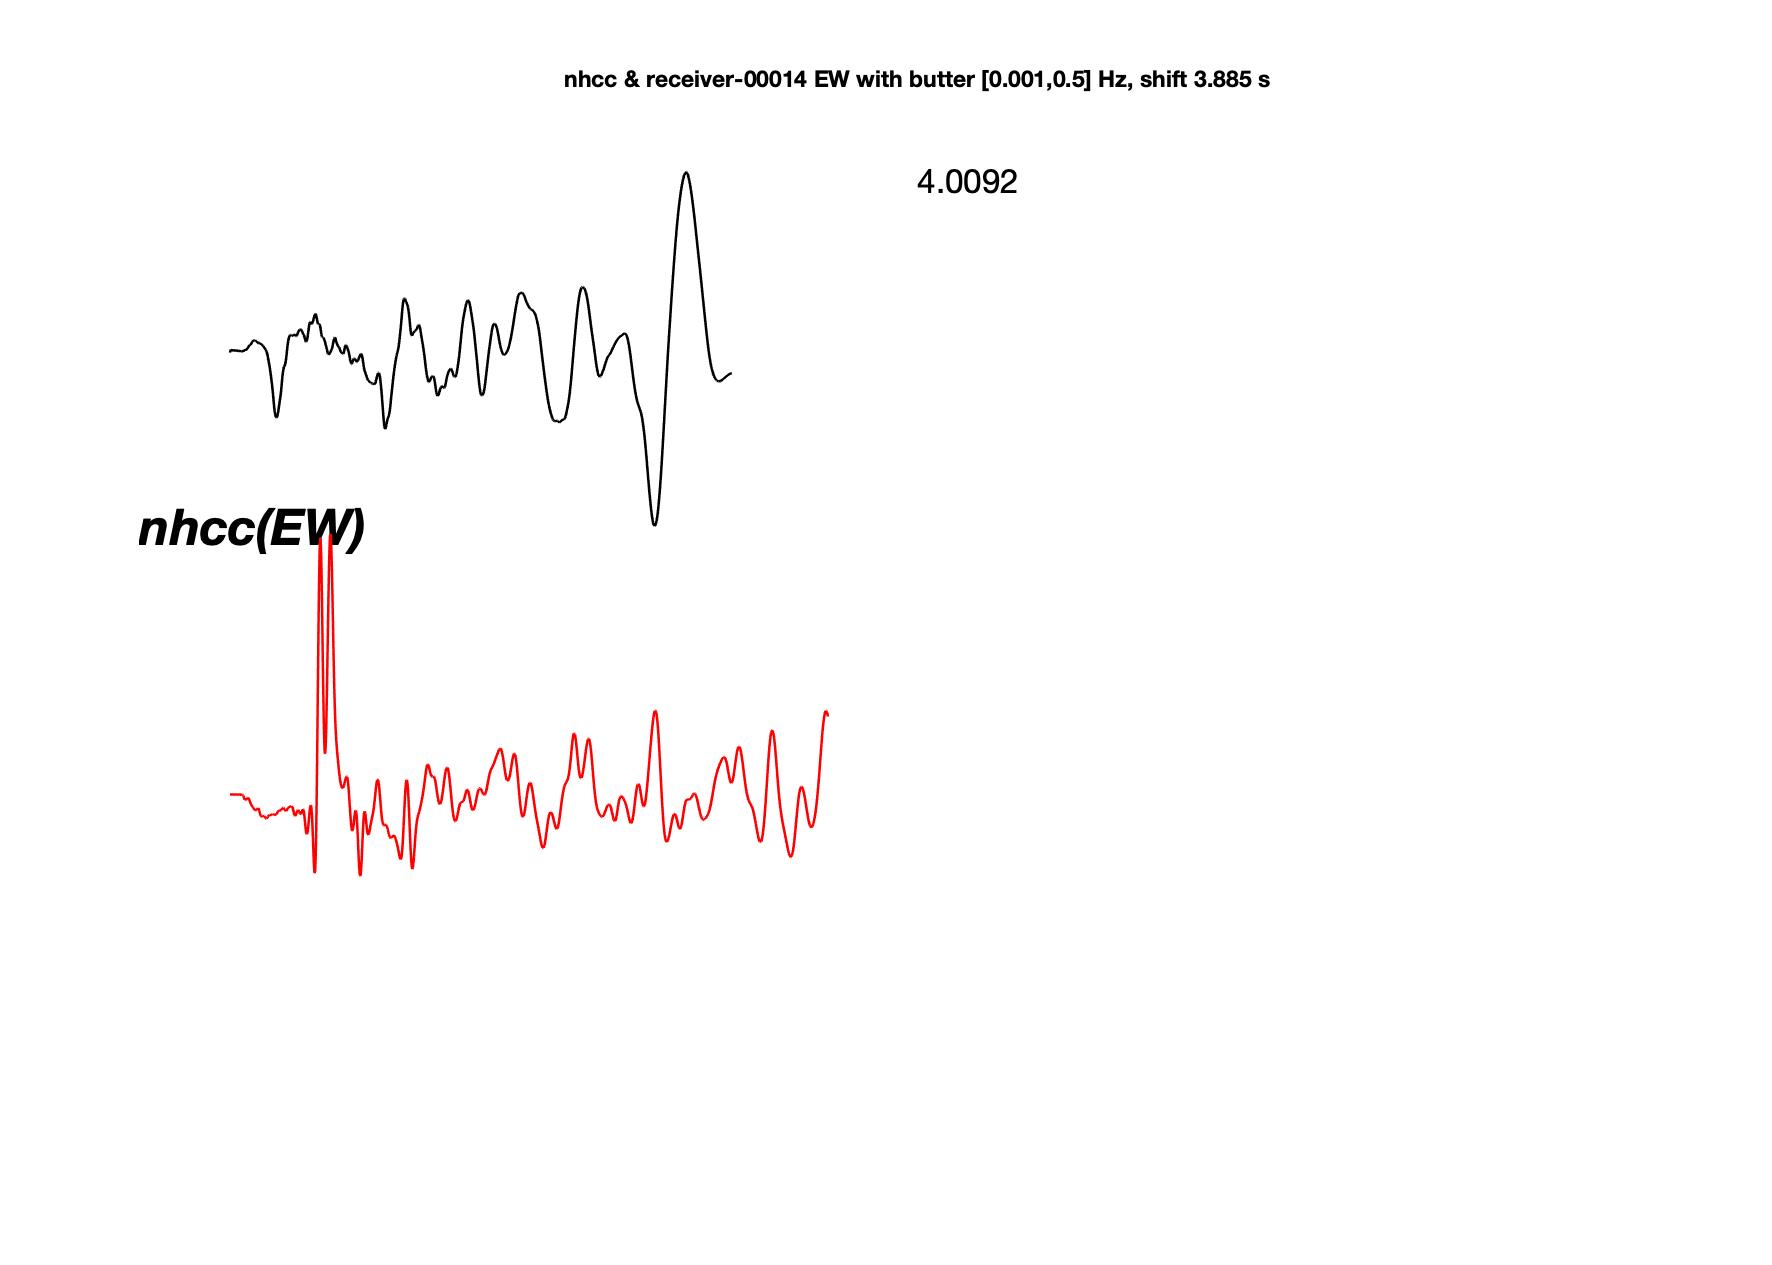 nhcc & receiver-00014 EW with butter [0.001,0.5] Hz, shift 3.885 s
4.0092
nhcc(EW)